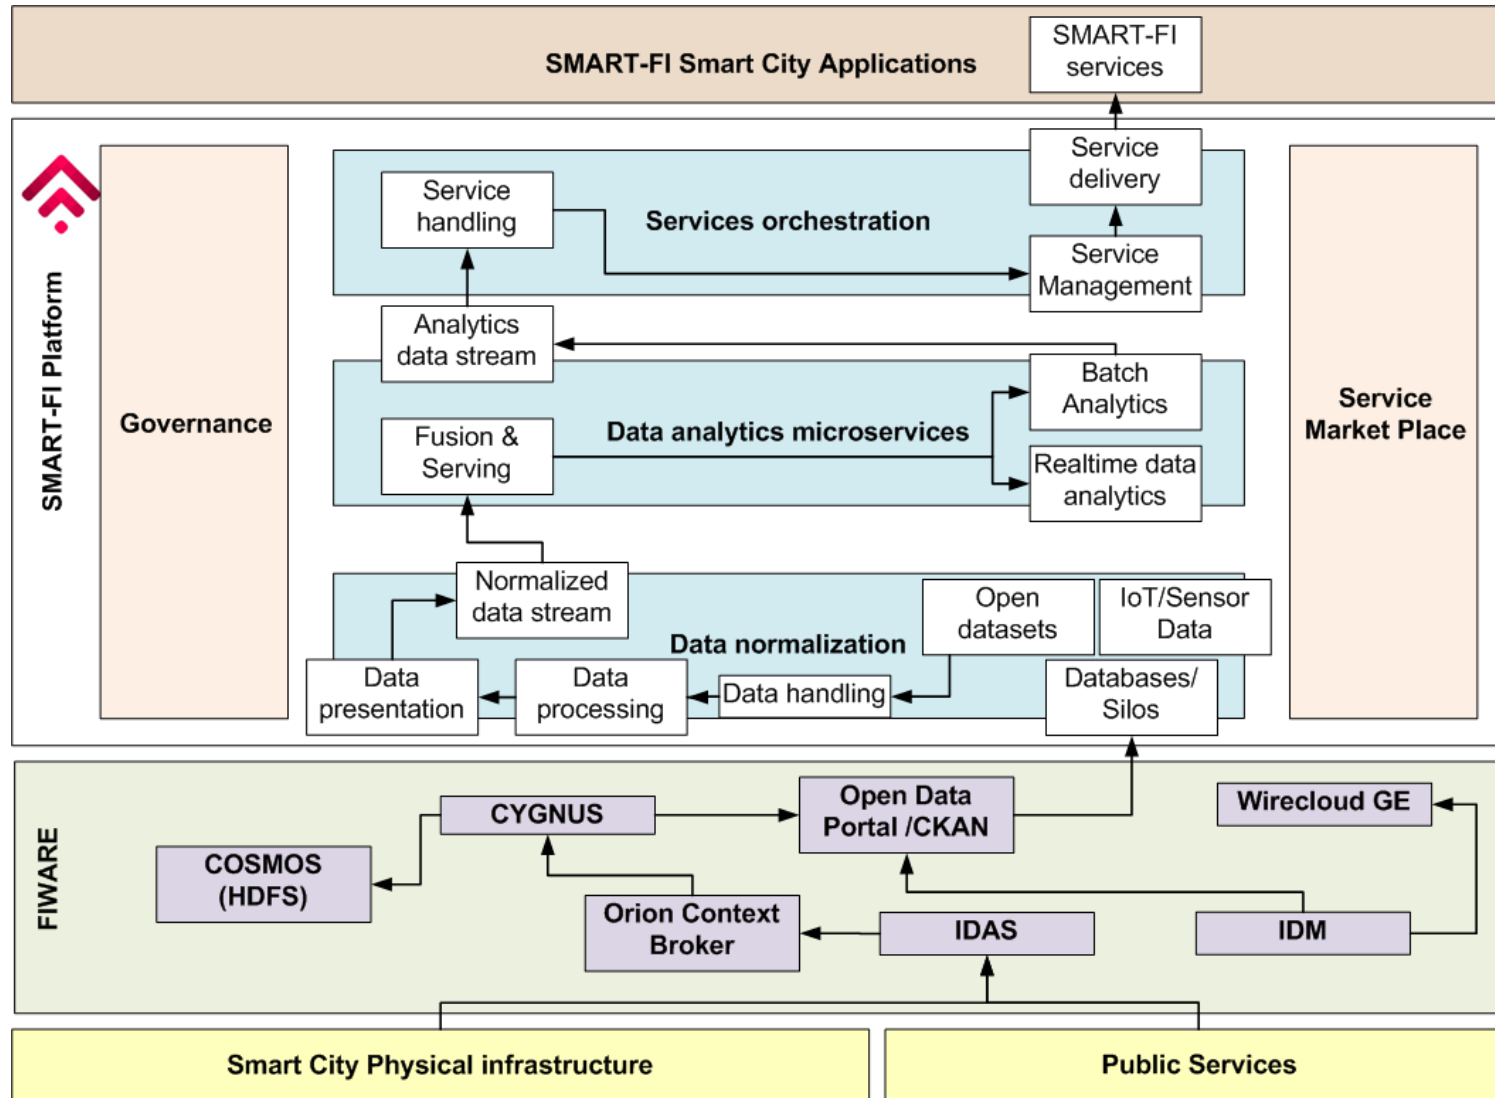 SMART-FI Smart City Applications
SMART-FI
services
SMART-FI Platform
Governance
Service
Market Place
Service
delivery
Service
handling
Services orchestration
Service
Management
Analytics
data stream
Batch
Analytics
Data analytics microservices
Fusion &
Serving
Realtime data
analytics
Normalized
data stream
Open
datasets
IoT/Sensor
Data
Data normalization
Data
presentation
Data
processing
Data handling
Databases/
Silos
FIWARE
CYGNUS
Open Data
Portal /CKAN
Wirecloud GE
COSMOS
(HDFS)
Orion Context
Broker
IDAS
IDM
Smart City Physical infrastructure
Public Services